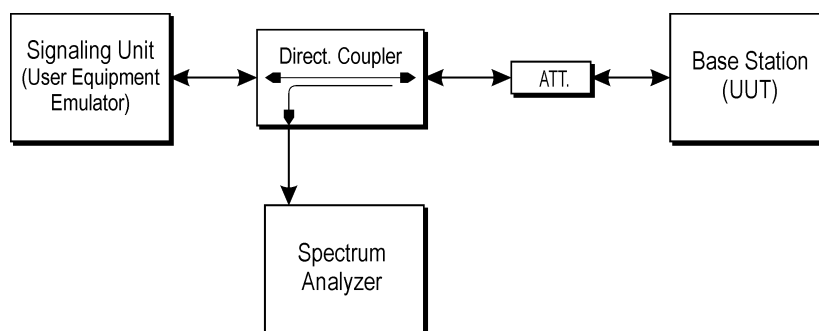 Signaling Unit
(User Equipment
Emulator)
Direct. Coupler
ATT.
Base Station
(UUT)
Spectrum
Analyzer